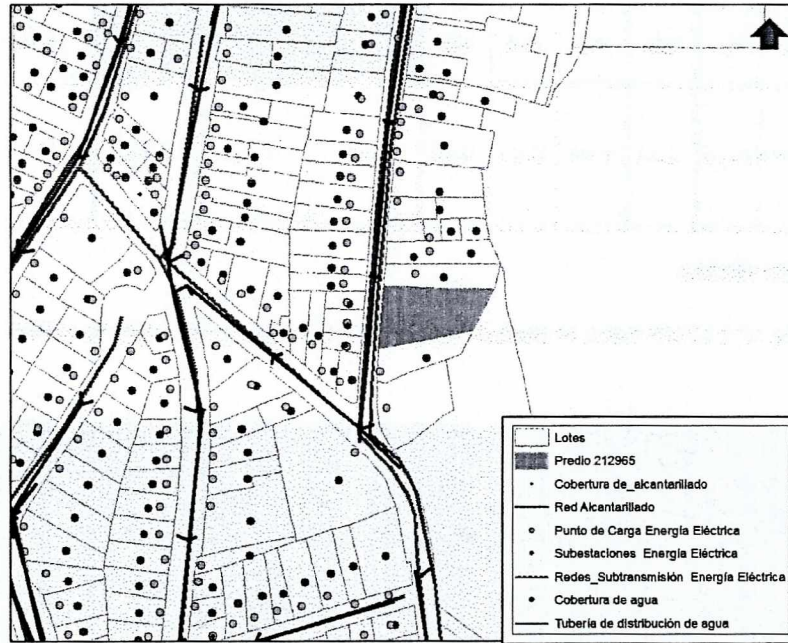 Lotes
Predio 212965
Cobertura de_alcantarillado
Red Alcantarillado
Punto de Carga Energía Eléctrica
Subestaciones Energía Eléctrica
Redes_Subtransmisión Energía Eléctrica
Cobertura de agua
Tubería de distribución de agua